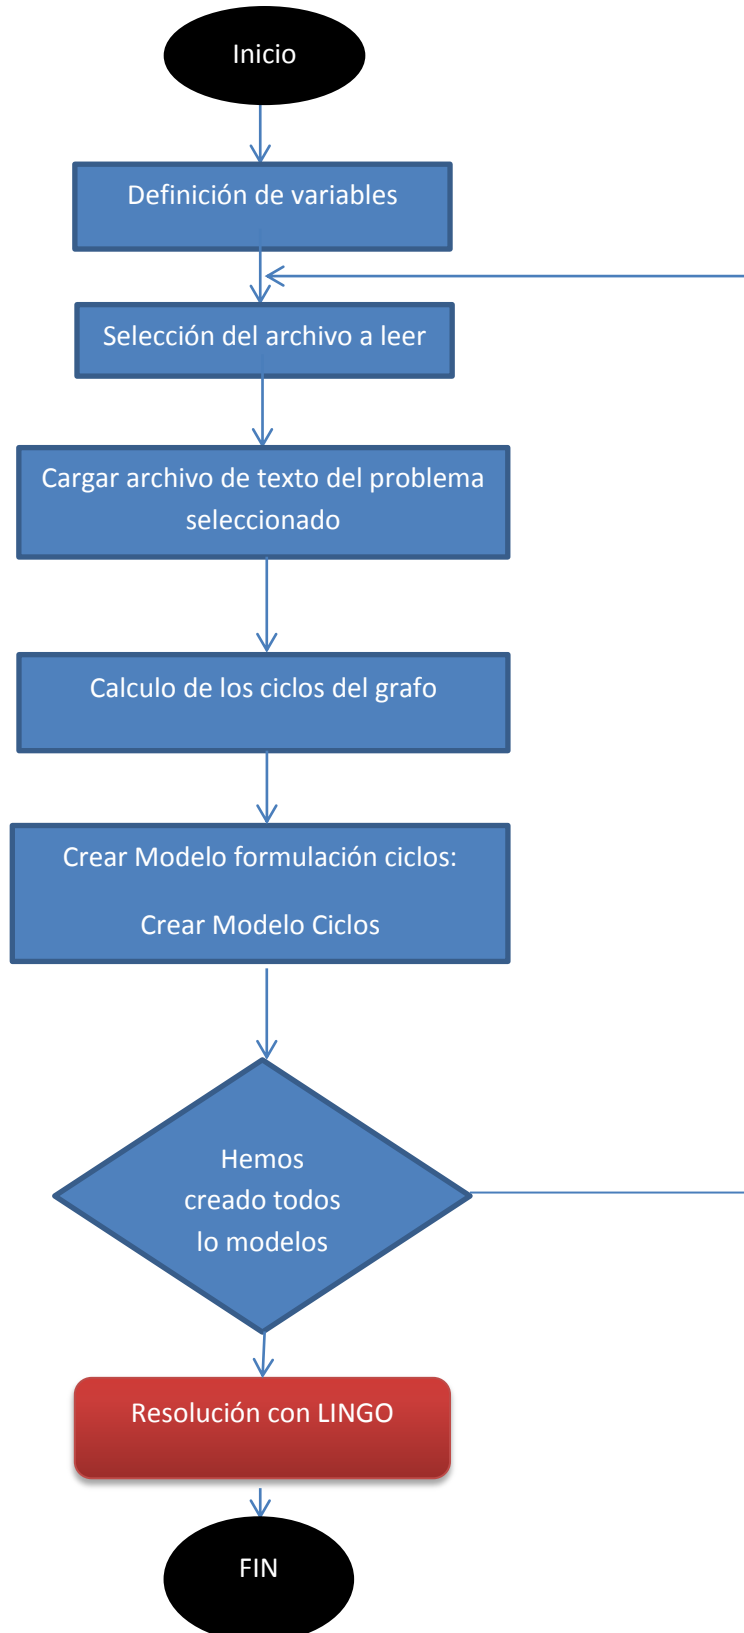 Inicio
Definición de variables
Selección del archivo a leer
Cargar archivo de texto del problema
seleccionado
Calculo de los ciclos del grafo
Crear Modelo formulación ciclos:
Crear Modelo Ciclos
Hemos
creado todos
lo modelos
Resolución con LINGO
FIN